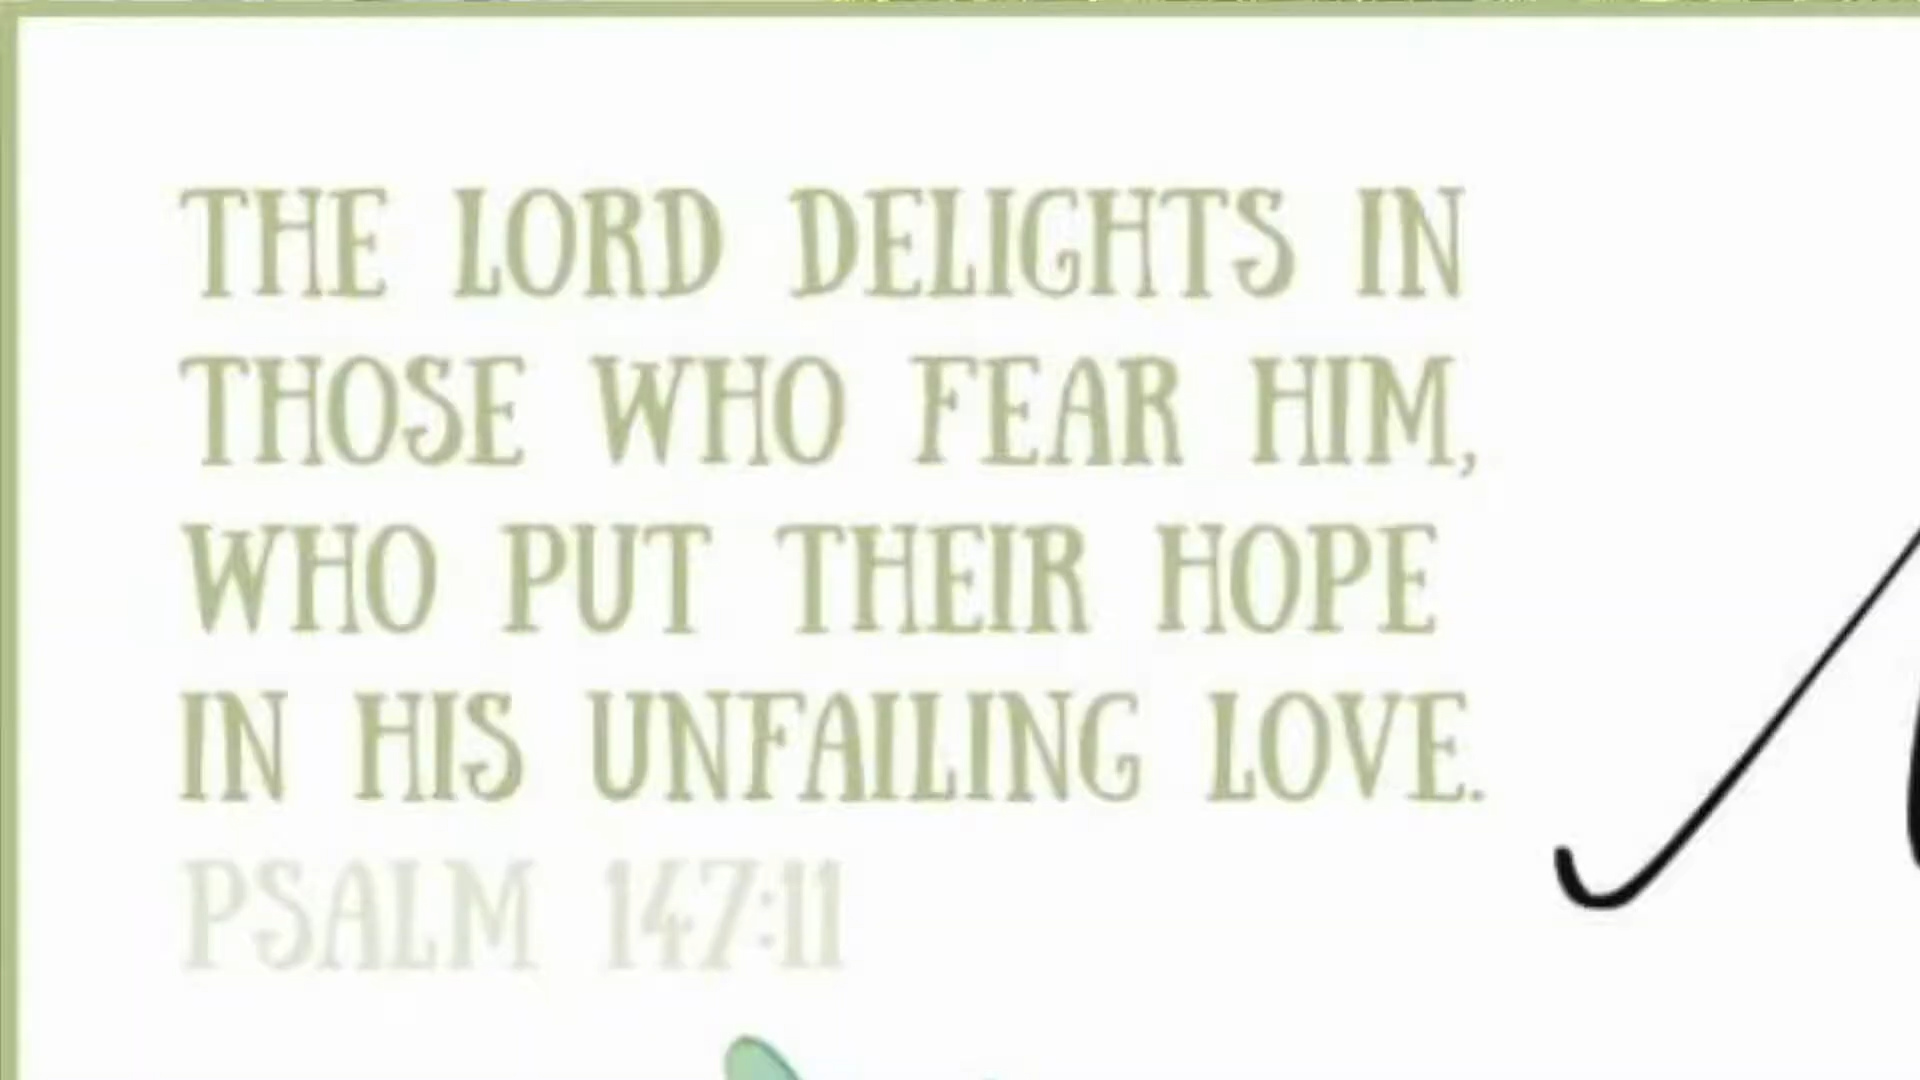 THE LORD DELIGHTS IN
THOSE WHO FEAR HIM,
WHO PUT THEIR HOPE
IN HIS UNFAILING LOVE.
PSALM 147:11